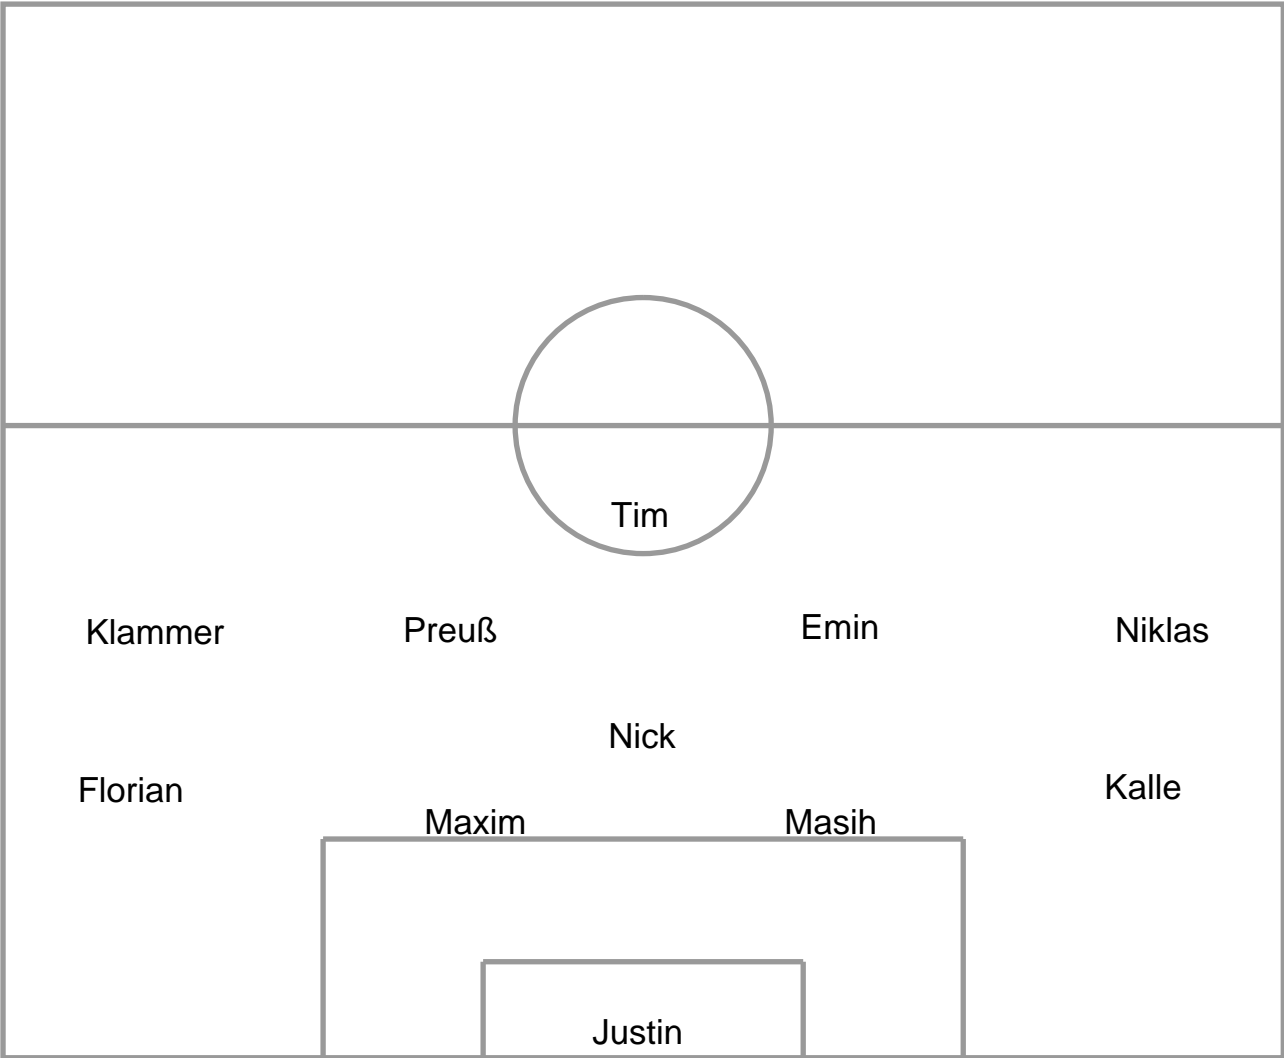 Tim
Klammer
Preuß
Emin
Niklas
Nick
Florian
Kalle
Maxim
Masih
Justin